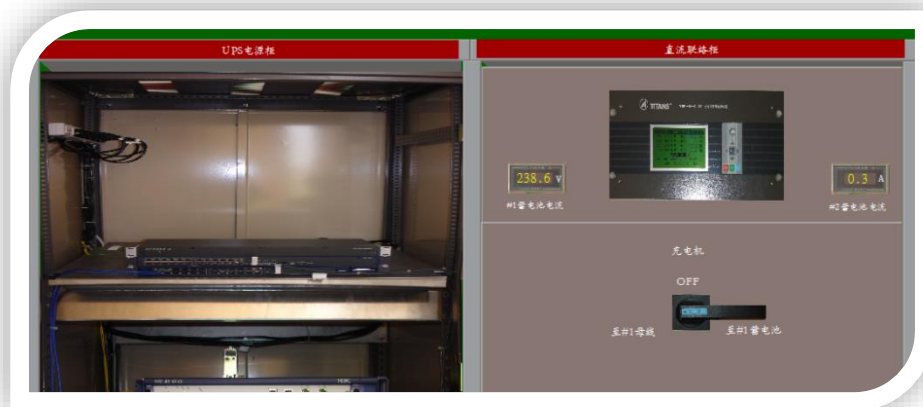 UPS电源柜
直流联络柜
TITANS
238.6 V
0.3 A
#1蓄电池电流
#2蓄电池电流
充电机
OFF
至#1母线
至#1蓄电池